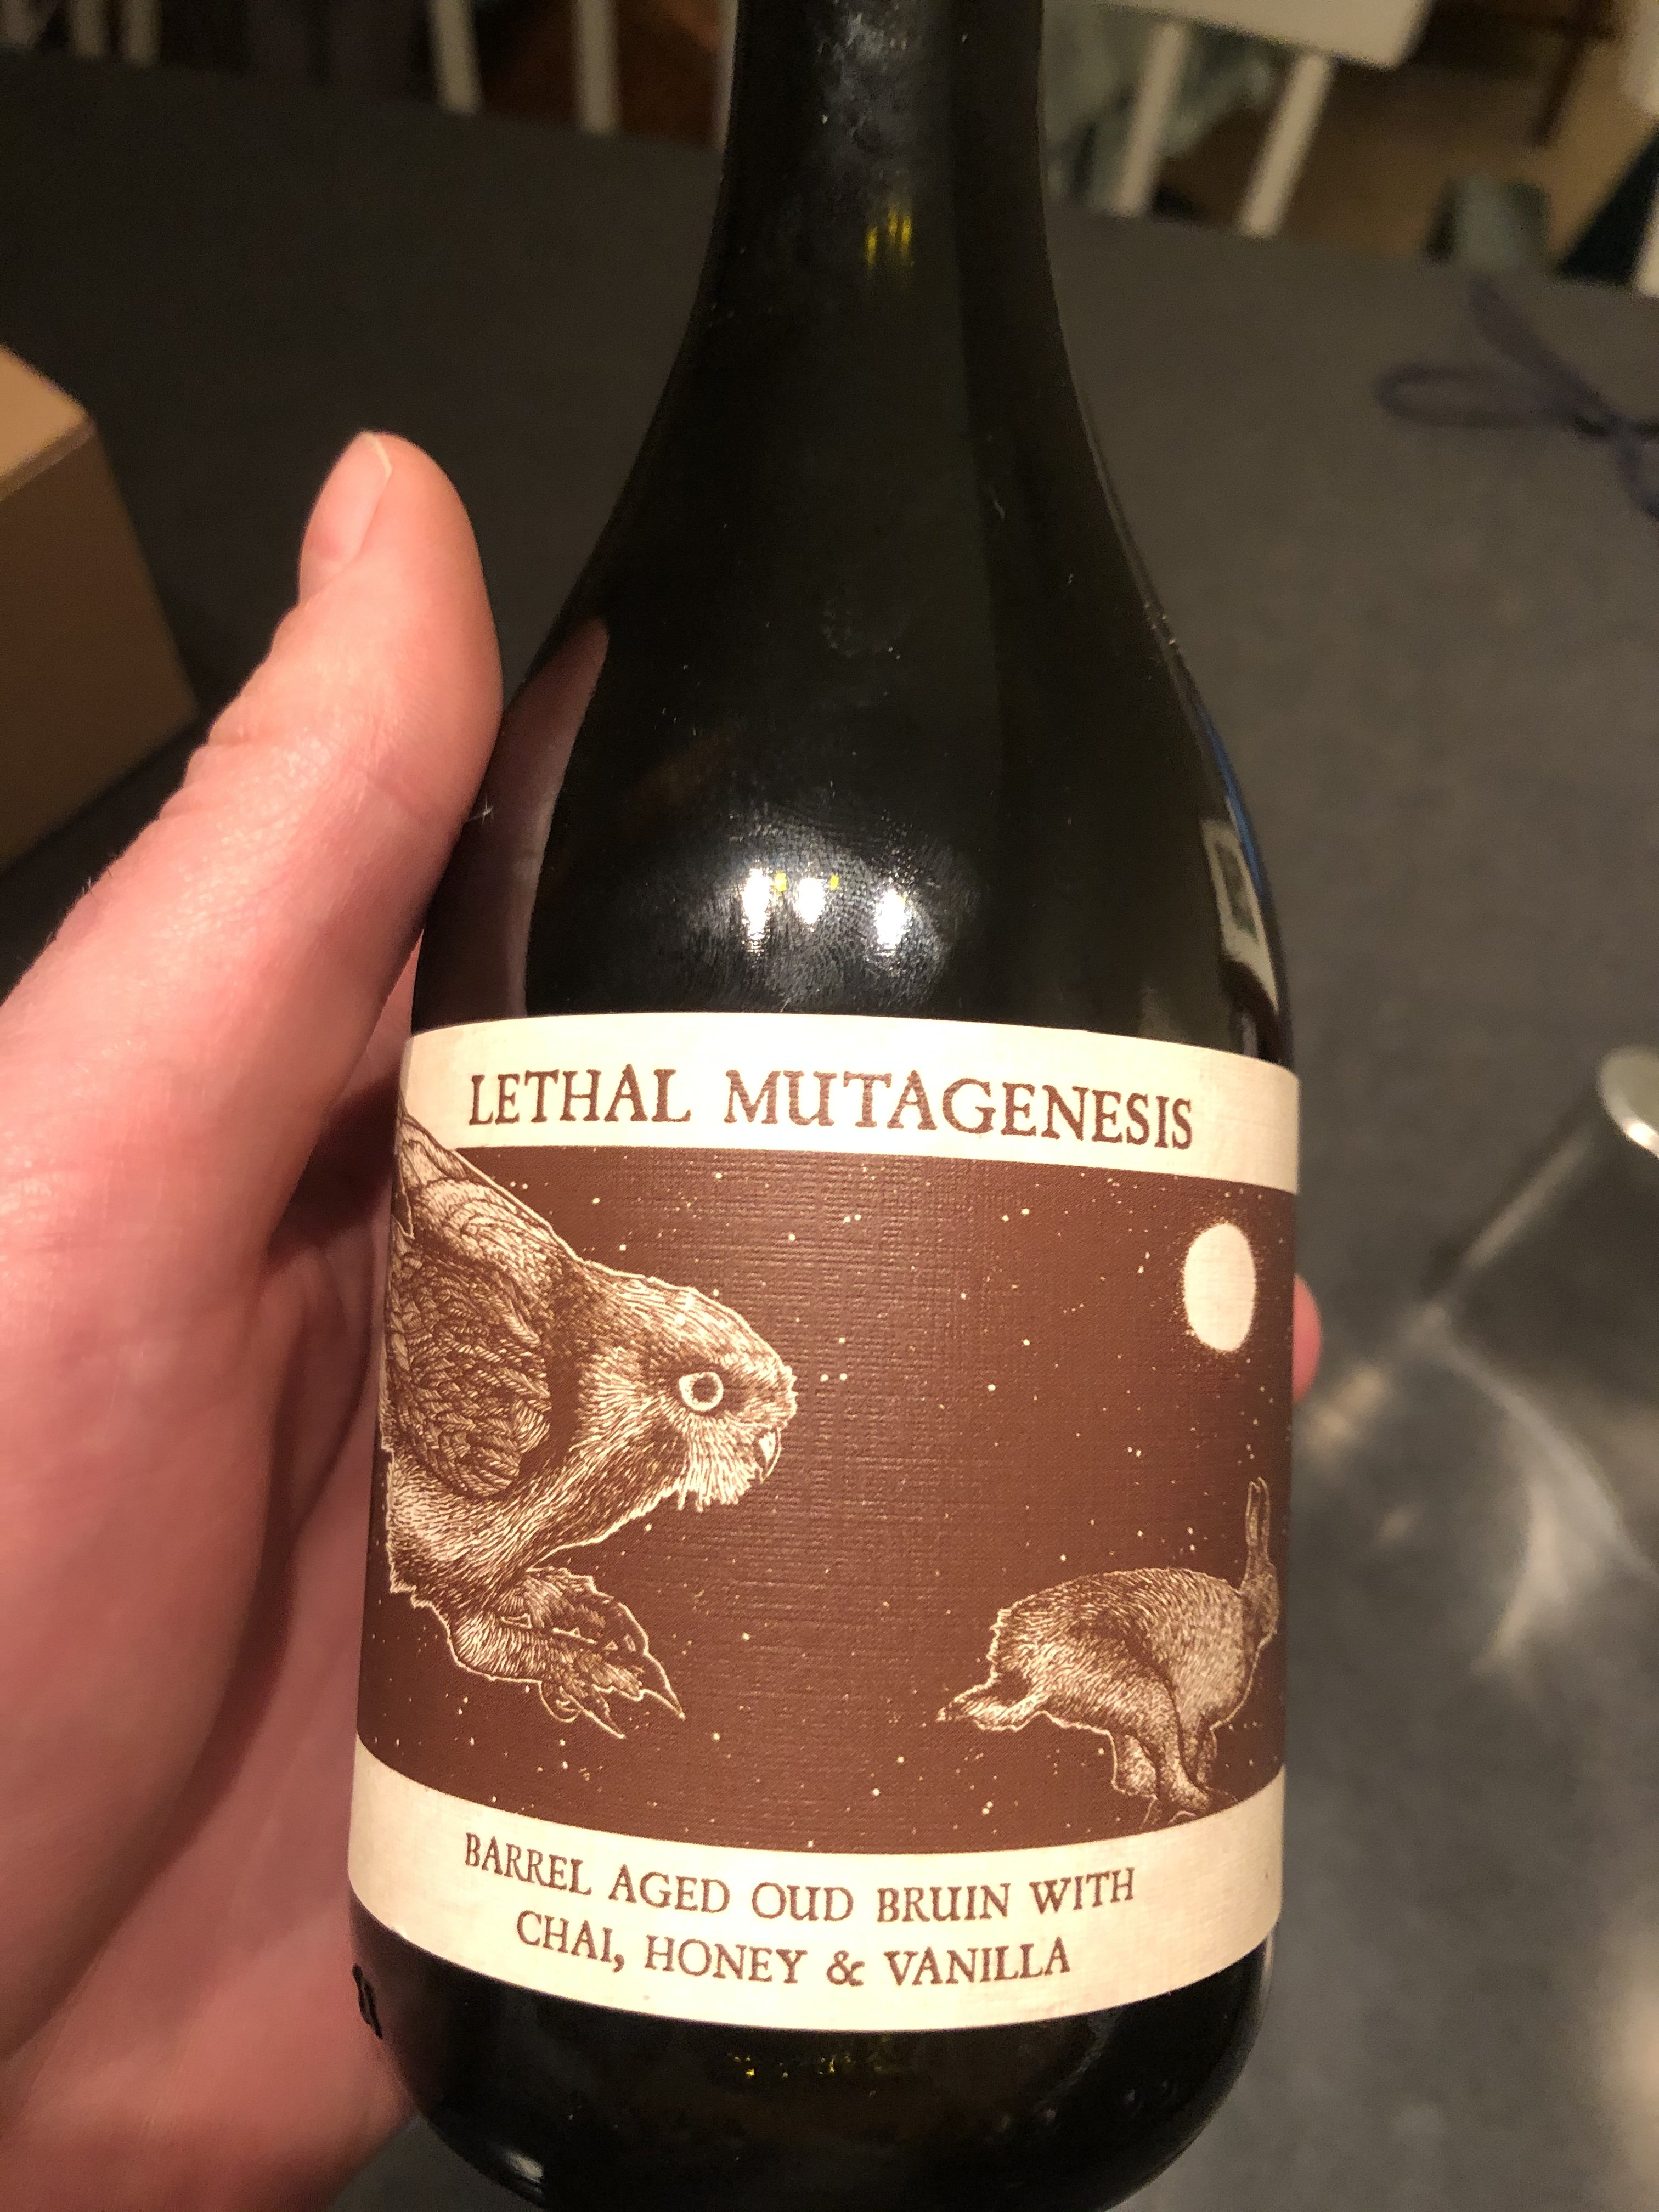 LETHAL MUTAGENESIS
BARREL AGED OUD BRUIN WITH
CHAI, HONEY & VANILLA